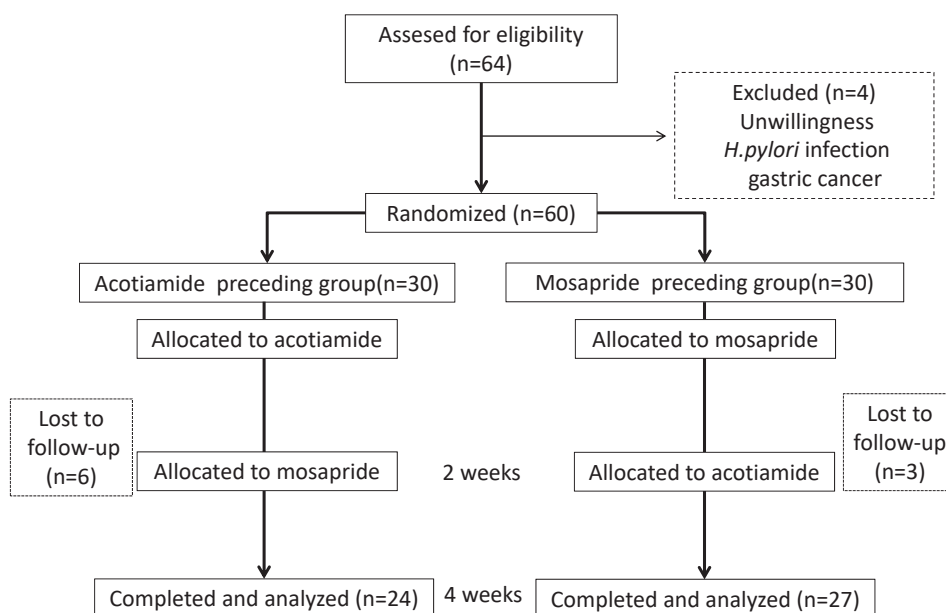 Assesed for eligibility
(n=64)
Excluded (n=4)
Unwillingness
H.pylori infection
gastric cancer
Randomized (n=60)
Acotiamide preceding group(n=30)
Mosapride preceding group(n=30)
Allocated to acotiamide
Allocated to mosapride
Lost to
follow-up
(n=6)
Lost to
follow-up
(n=3)
Allocated to mosapride
2 weeks
Allocated to acotiamide
Completed and analyzed (n=24)
4 weeks
Completed and analyzed (n=27)